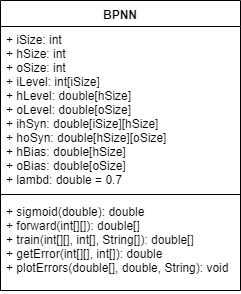 BPNN
+ iSize: int
+ hSize: int
+ oSize: int
+ iLevel: int[iSize]
+ hLevel: double[hSize]
+ oLevel: double[oSize]
+ ihSyn: double[iSize][hSize]
+ hoSyn: double[hSize][oSize]
+ hBias: double[hSize]
+ oBias: double[oSize]
+ lambd: double = 0.7
+ sigmoid(double): double
+ forward(int[][]): double[]
+ train(int[][], int[], String[]): double[]
+ getError(int[][], int[]): double
+ plotErrors(double[], double, String): void